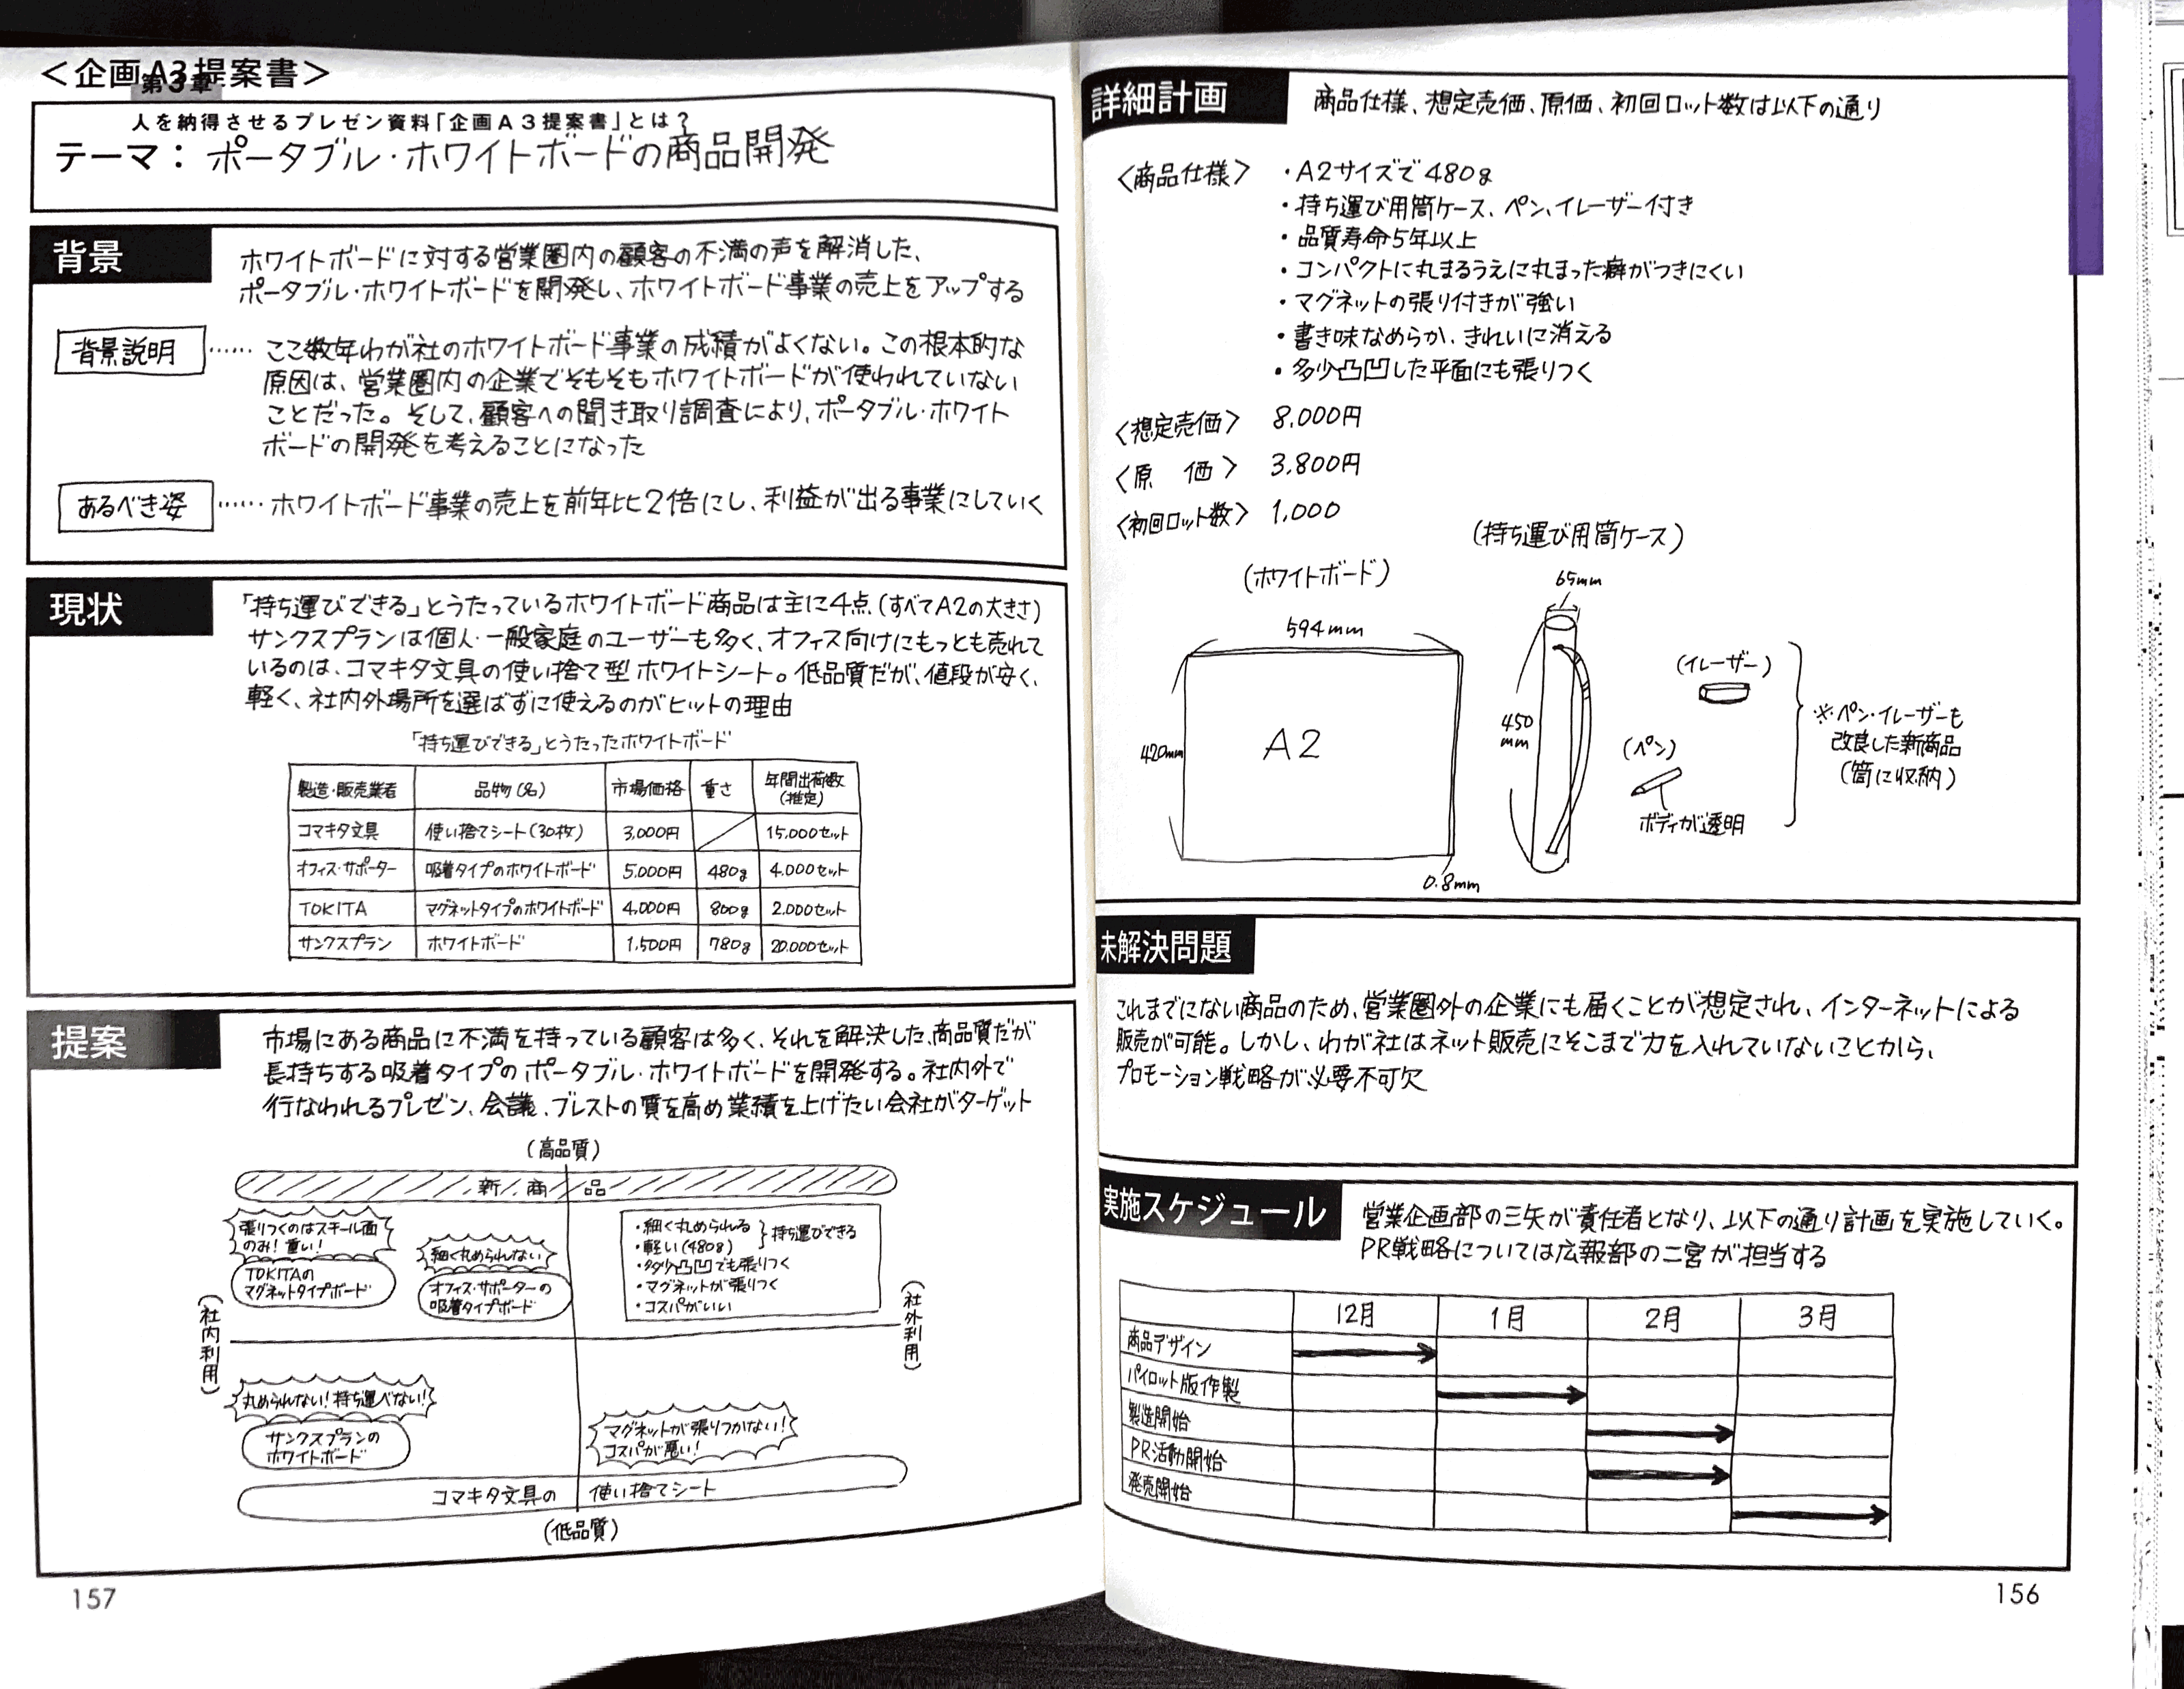 <企画A3提案書>
第3章
人を納得させるプレゼン資料「企画A3提案書」とは?
テーマ：ポータブル・ホワイトボードの商品開発
背景
ホワイトボードに対する営業圏内の顧客の不満の声を解消した、
ポータブル・ホワイトボードを開発し、ホワイトボード事業の売上をアップする
背景説明……ここ数年わが社のホワイトボード事業の成績がよくない。この根本的な
原因は、営業圏内の企業でそもそもホワイトボードが使われていない
ことだった。そして、顧客への聞き取り調査により、ポータブル・ホワイト
ボードの開発を考えることになった
あるべき姿……ホワイトボード事業の売上を前年比2倍にし、利益が出る事業にしていく
現状
「持ち運びできる」とうたっているホワイトボード商品は主に4点(すべてA2の大きさ)
サンクスプランは個人・一般家庭のユーザーも多く、オフィス向けにもっとも売れて
いるのは、コマキタ文具の使い捨て型ホワイトシート。低品質だが、値段が安く、
軽く、社内外場所を選ばずに使えるのがヒットの理由
「持ち運びできる」とうたったホワイトボード
製造・販売業者 品物(名) 市場価格 重さ 年間出荷数(推定)
コマキタ文具 使い捨てシート(30枚) 3,000円 15,000セット
オフィス・サポーター 吸着タイプのホワイトボード 5,000円 480g 4,000セット
TOKITA マグネットタイプのホワイトボード 4,000円 800g 2,000セット
サンクスプラン ホワイトボード 1,500円 780g 20,000セット
提案
市場にある商品に不満を持っている顧客は多く、それを解決した、商品質だが
長持ちする吸着タイプのポータブル・ホワイトボードを開発する。社内外で
行なわれるプレゼン、会議、ブレストの質を高め業績を上げたい会社がターゲット
(高品質)
新商品
張りつくのはスチール面
のみ!重い!
TOKITAの
マグネットタイプボード
細く丸められない
オフィス・サポーターの
吸着タイプボード
・細く丸められる
・軽い(480g)
}持ち運びできる
・多少凸凹でも張りつく
・マグネットが張りつく
・コスパがいい
(社内利用)
(社外利用)
丸められない!持ち運べない!
サンクスプランの
ホワイトボード
マグネットが張りつかない!
コスパが悪い!
コマキタ文具の使い捨てシート
(低品質)
157
詳細計画
商品仕様、想定売価、原価、初回ロット数は以下の通り
<商品仕様>
・A2サイズで480g
・持ち運び用筒ケース、ペン、イレーザー付き
・品質寿命5年以上
・コンパクトに丸まるうえに丸まった癖がつきにくい
・マグネットの張り付きが強い
・書き味なめらか、きれいに消える
・多少凸凹した平面にも張りつく
<想定売価> 8,000円
<原 価> 3,800円
<初回ロット数> 1,000
(ホワイトボード)
594mm
420mm
A2
0.8mm
(持ち運び用筒ケース)
65mm
450
mm
(イレーザー)
(ペン)
ボディが透明
※ペン・イレーザーも
改良した新商品
(筒に収納)
未解決問題
これまでにない商品のため、営業圏外の企業にも届くことが想定され、インターネットによる
販売が可能。しかし、わが社はネット販売にそこまで力を入れていないことから、
プロモーション戦略が必要不可欠
実施スケジュール
営業企画部の三矢が責任者となり、以下の通り計画を実施していく。
PR戦略については広報部の二宮が担当する
12月 1月 2月 3月
商品デザイン
パイロット版作製
製造開始
PR活動開始
発売開始
156